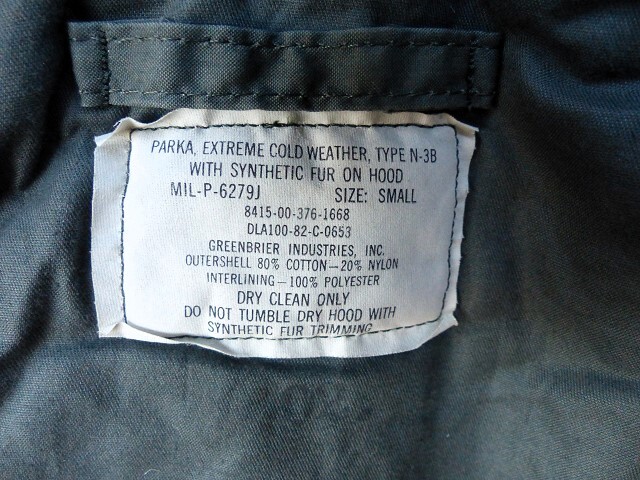 PARKA, EXTREME COLD WEATHER, TYPE N-3B
WITH SYNTHETIC FUR ON HOOD
MIL-P-6279J SIZE: SMALL
8415-00-376-1668
DLA100-82-C-0653
GREENBRIER INDUSTRIES, INC.
OUTERSHELL 80% COTTON—20% NYLON
INTERLINING—100% POLYESTER
DRY CLEAN ONLY
DO NOT TUMBLE DRY HOOD WITH
SYNTHETIC FUR TRIMMING